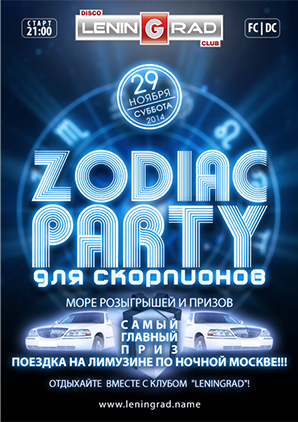 СТАРТ
21:00
DISCO
LENINGRAD
CLUB
FC|DC
29
НОЯБРЯ
СУББОТА
2014
ZODIAC
PARTY
для скорпионов
МОРЕ РОЗЫГРЫШЕЙ И ПРИЗОВ
САМЫЙ
ГЛАВНЫЙ
ПРИЗ
ПОЕЗДКА НА ЛИМУЗИНЕ ПО НОЧНОЙ МОСКВЕ!!!
ОТДЫХАЙТЕ ВМЕСТЕ С КЛУБОМ "LENINGRAD"!
www.leningrad.name